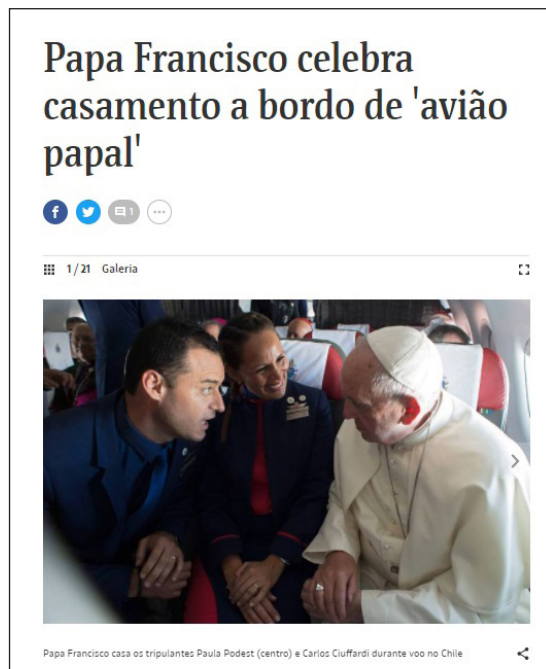 Papa Francisco celebra
casamento a bordo de 'avião
papal'
1
1/21 Galeria
Papa Francisco casa os tripulantes Paula Podest (centro) e Carlos Ciuffardi durante voo no Chile